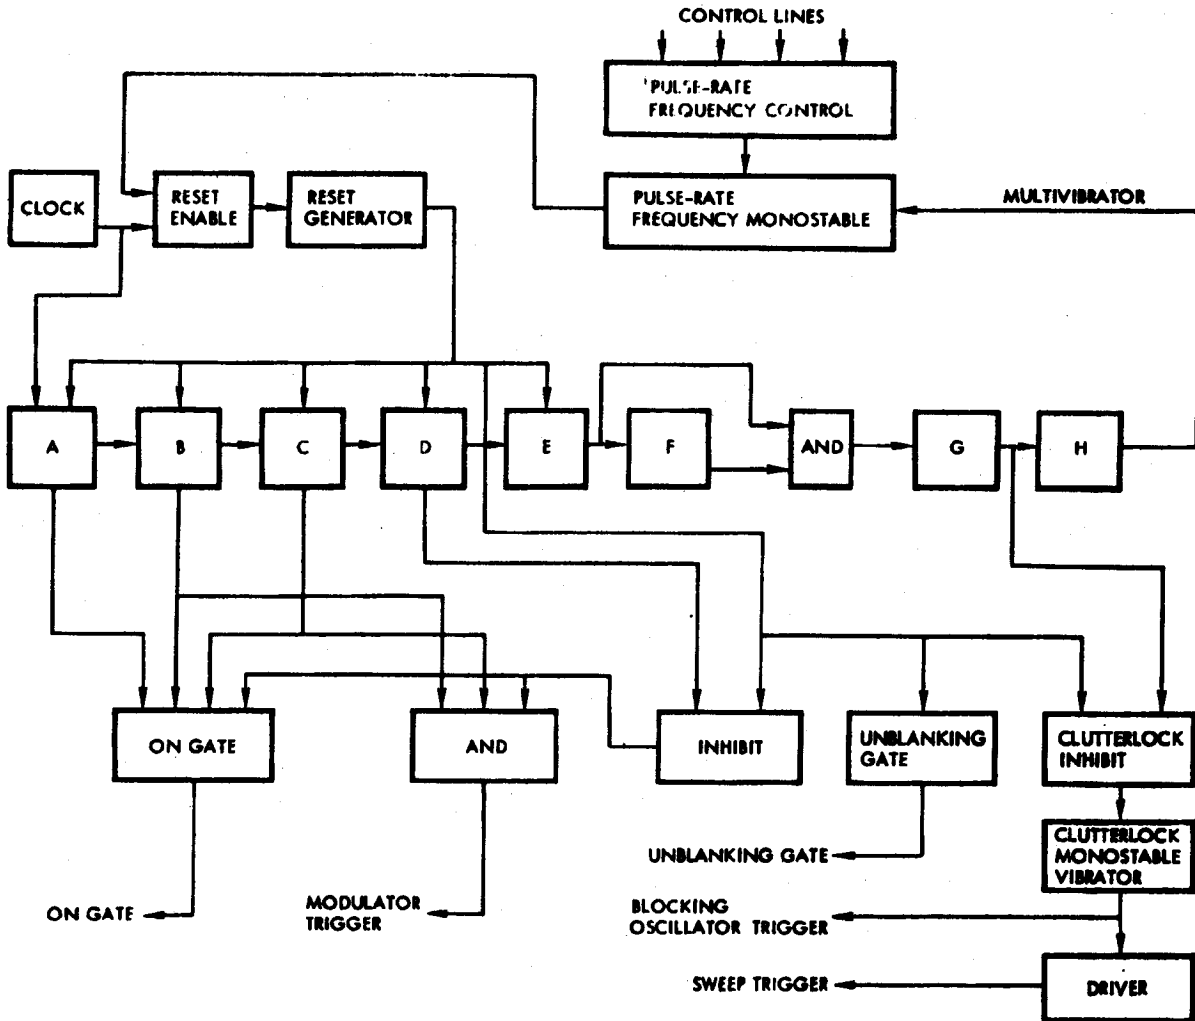 CONTROL LINES
PULSE-RATE
FREQUENCY CONTROL
CLOCK
RESET
ENABLE
RESET
GENERATOR
PULSE-RATE
FREQUENCY MONOSTABLE
MULTIVIBRATOR
A
B
C
D
E
F
AND
G
H
ON GATE
AND
INHIBIT
UNBLANKING
GATE
CLUTTERLOCK
INHIBIT
UNBLANKING GATE
CLUTTERLOCK
MONOSTABLE
VIBRATOR
ON GATE
MODULATOR
TRIGGER
BLOCKING
OSCILLATOR TRIGGER
SWEEP TRIGGER
DRIVER